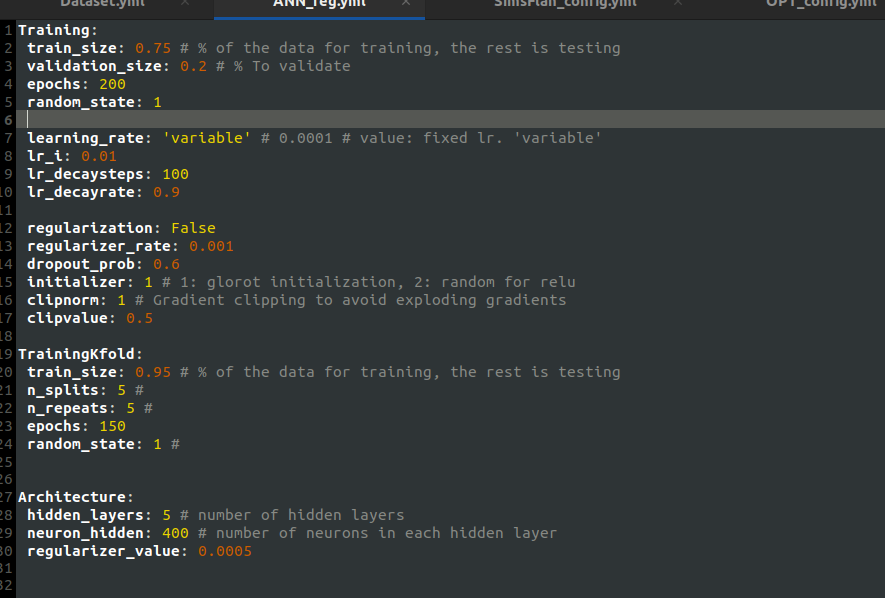 Dataset.yml × ANN_reg.yml × SimsPlan_config.yml × OPT_config.yml
1 Training:
2 train_size: 0.75 # % of the data for training, the rest is testing
3 validation_size: 0.2 # % To validate
4 epochs: 200
5 random_state: 1
6
7 learning_rate: 'variable' # 0.0001 # value: fixed lr. 'variable'
8 lr_i: 0.01
9 lr_decaysteps: 100
10 lr_decayrate: 0.9
11
12 regularization: False
13 regularizer_rate: 0.001
14 dropout_prob: 0.6
15 initializer: 1 # 1: glorot initialization, 2: random for relu
16 clipnorm: 1 # Gradient clipping to avoid exploding gradients
17 clipvalue: 0.5
18
19 TrainingKfold:
20 train_size: 0.95 # % of the data for training, the rest is testing
21 n_splits: 5 #
22 n_repeats: 5 #
23 epochs: 150
24 random_state: 1 #
25
26
27 Architecture:
28 hidden_layers: 5 # number of hidden layers
29 neuron_hidden: 400 # number of neurons in each hidden layer
30 regularizer_value: 0.0005
31
32